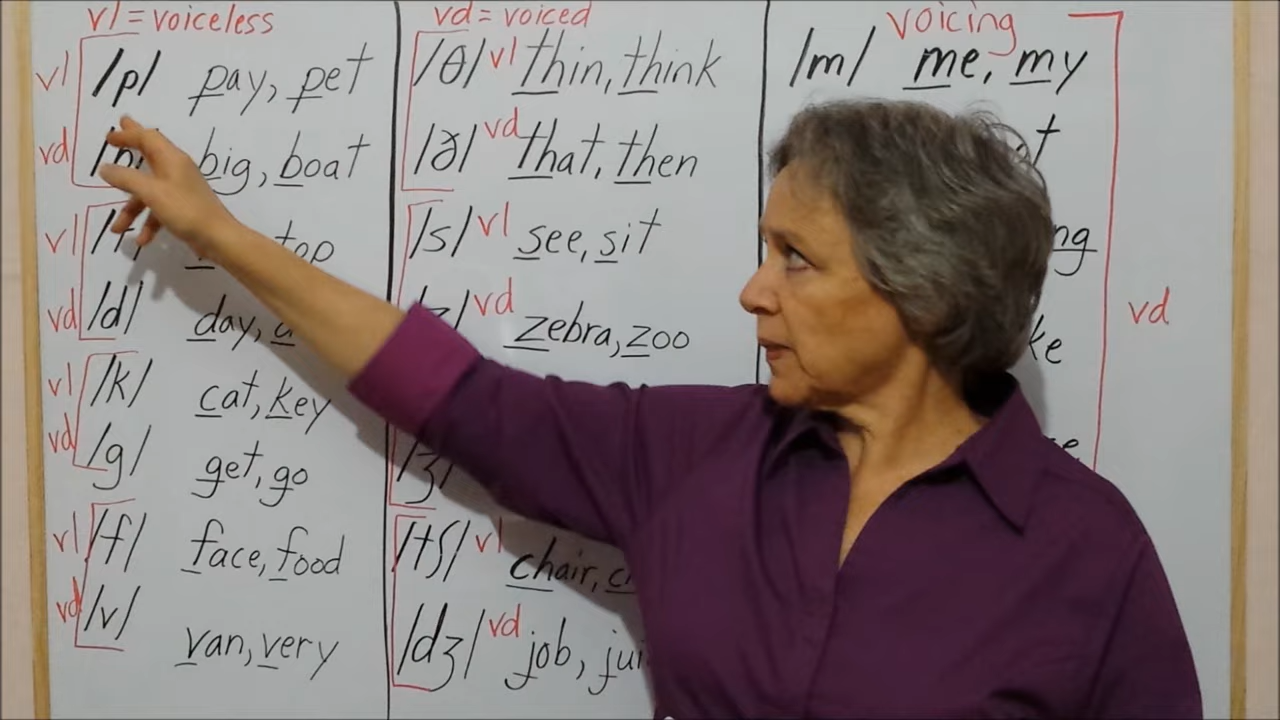 vl = voiceless
vl /p/ pay, pet
vd big, boat
vl top
vd /d/ day,
vl /k/ cat, key
vd /g/ get, go
vl /f/ face, food
vd /v/ van, very
vd = voiced
/θ/ vl thin, think
/ə/ vd that, then
/s/ vl see, sit
vd zebra, zoo
/ʒ/
/tʃ/ vl chair,
/dʒ/ vd job,
voicing
/m/ me, my
vd